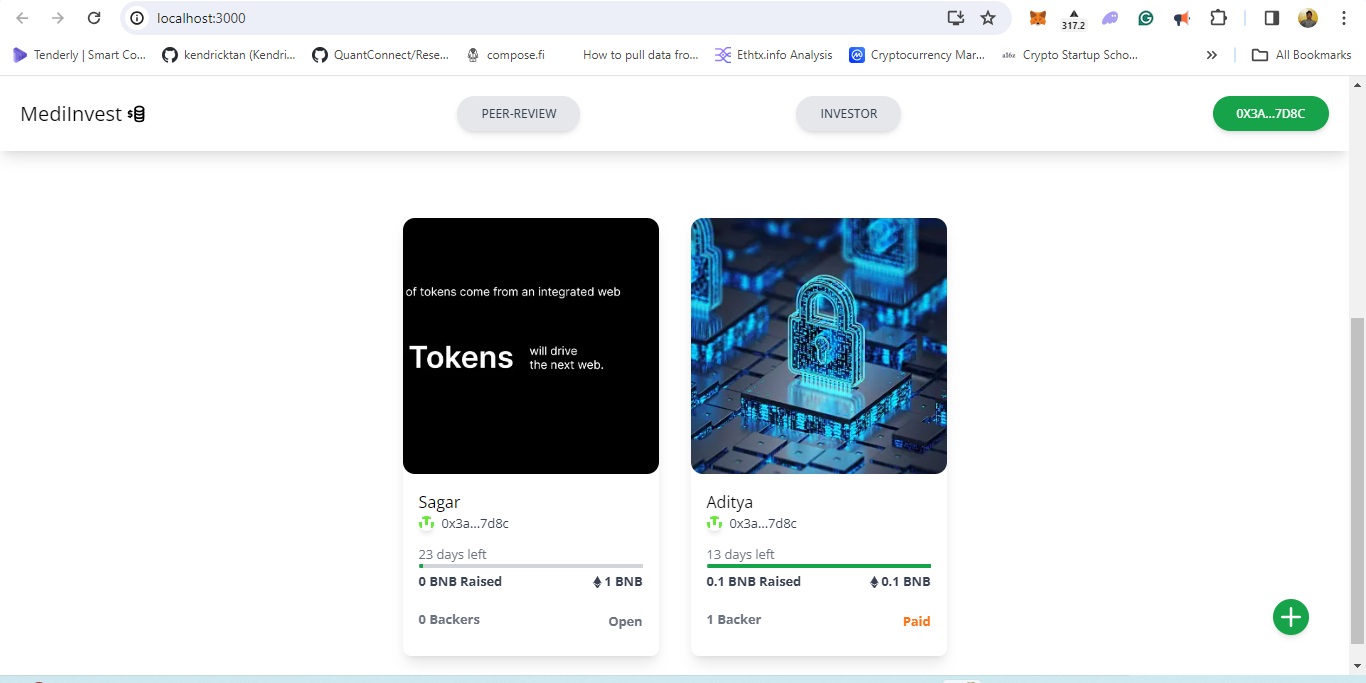 localhost:3000
317.2
Tenderly | Smart Co...
kendricktan (Kendri...
QuantConnect/Rese...
compose.fi
How to pull data fro...
Ethtx.info Analysis
Cryptocurrency Mar...
a16z
Crypto Startup Scho...
»
All Bookmarks
MediInvest
PEER-REVIEW
INVESTOR
0X3A...7D8C
of tokens come from an integrated web
Tokens
will drive
the next web.
Sagar
0x3a...7d8c
23 days left
0 BNB Raised
1 BNB
0 Backers
Open
Aditya
0x3a...7d8c
13 days left
0.1 BNB Raised
0.1 BNB
1 Backer
Paid